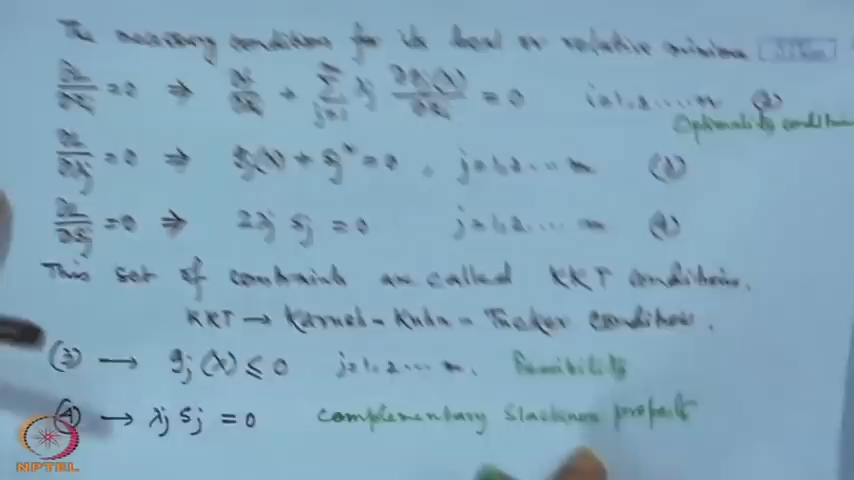 The necessary conditions for its local or relative minima
∂L/∂xᵢ = 0 ⇒ ∂f/∂xᵢ + Σⱼ₌₁ᵐ λⱼ ∂gⱼ(X)/∂xᵢ = 0 i=1,2.....n (2)
Optimality condition
∂L/∂λⱼ = 0 ⇒ gⱼ(X) + sⱼ² = 0, j=1,2... m (3)
∂L/∂sⱼ = 0 ⇒ 2λⱼ sⱼ = 0 j=1,2... m (4)
This set of constraints are called KKT conditions.
KKT → - Kuhn - Tucker conditions.
(3) → gⱼ(X) ≤ 0 j=1,2... m. Feasibility
(4) → λⱼ sⱼ = 0 complementary slackness property
NPTEL